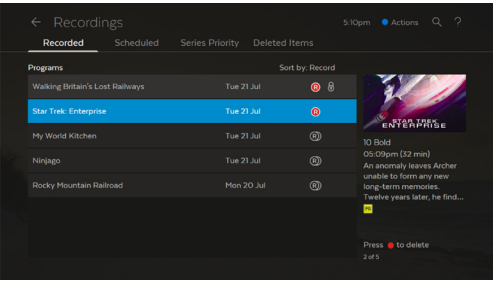 ← Recordings
5:10pm Actions ?
Recorded Scheduled Series Priority Deleted Items
Programs Sort by: Record
Walking Britain's Lost Railways Tue 21 Jul R
Star Trek: Enterprise Tue 21 Jul R
My World Kitchen Tue 21 Jul R
Ninjago Tue 21 Jul R
Rocky Mountain Railroad Mon 20 Jul R
STAR TREK
ENTERPRISE
10 Bold
05:09pm (32 min)
An anomaly leaves Archer
unable to form any new
long-term memories.
Twelve years later, he find...
PG
Press to delete
2 of 5